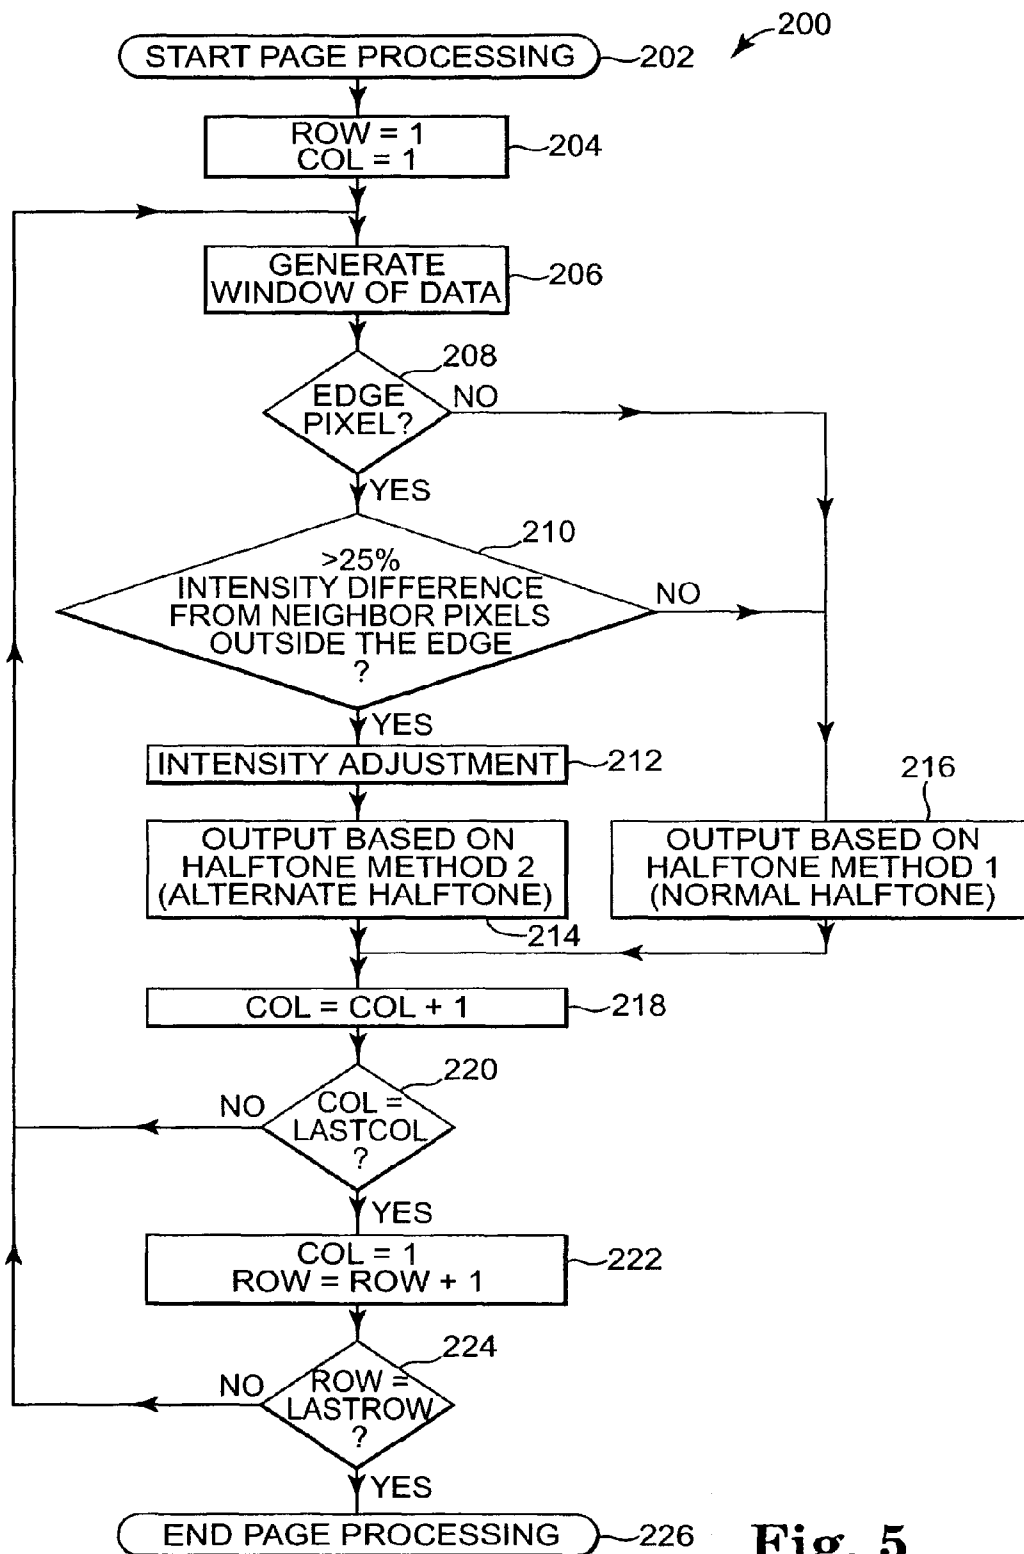 200
START PAGE PROCESSING
202
ROW = 1
COL = 1
204
GENERATE
WINDOW OF DATA
206
208
EDGE
PIXEL?
NO
YES
210
>25%
INTENSITY DIFFERENCE
FROM NEIGHBOR PIXELS
OUTSIDE THE EDGE
?
NO
YES
INTENSITY ADJUSTMENT
212
216
OUTPUT BASED ON
HALFTONE METHOD 2
(ALTERNATE HALFTONE)
214
OUTPUT BASED ON
HALFTONE METHOD 1
(NORMAL HALFTONE)
COL = COL + 1
218
220
COL =
LASTCOL
?
NO
YES
COL = 1
ROW = ROW + 1
222
224
ROW =
LASTROW
?
NO
YES
END PAGE PROCESSING
226
Fig. 5